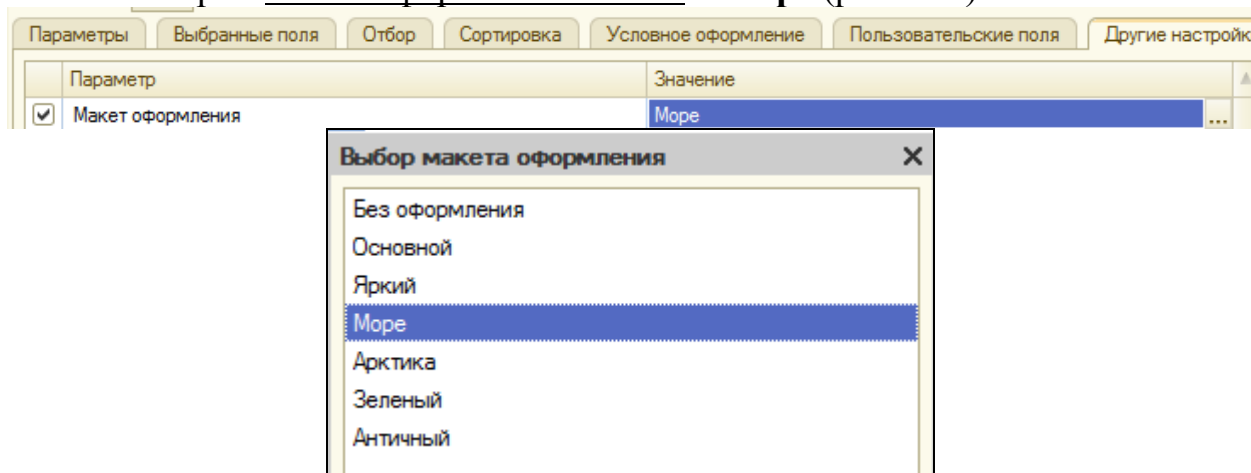 Параметры Выбранные поля Отбор Сортировка Условное оформление Пользовательские поля Другие настройк
Параметр Значение
Макет оформления Море ...
Выбор макета оформления
Без оформления
Основной
Яркий
Море
Арктика
Зеленый
Античный